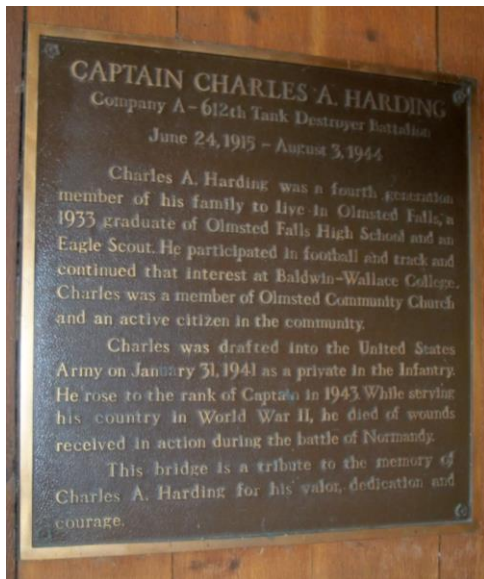 CAPTAIN CHARLES A. HARDING
Company A - 612th Tank Destroyer Battalion
June 24, 1915 - August 3, 1944
Charles A. Harding was a fourth generation
member of his family to live in Olmsted Falls, a
1933 graduate of Olmsted Falls High School and an
Eagle Scout. He participated in football and track and
continued that interest at Baldwin-Wallace College.
Charles was a member of Olmsted Community Church
and an active citizen in the community.
Charles was drafted into the United States
Army on January 31, 1941 as a private in the Infantry.
He rose to the rank of Captain in 1943. While serving
his country in World War II, he died of wounds
received in action during the battle of Normandy.
This bridge is a tribute to the memory of
Charles A. Harding for his valor, dedication and
courage.